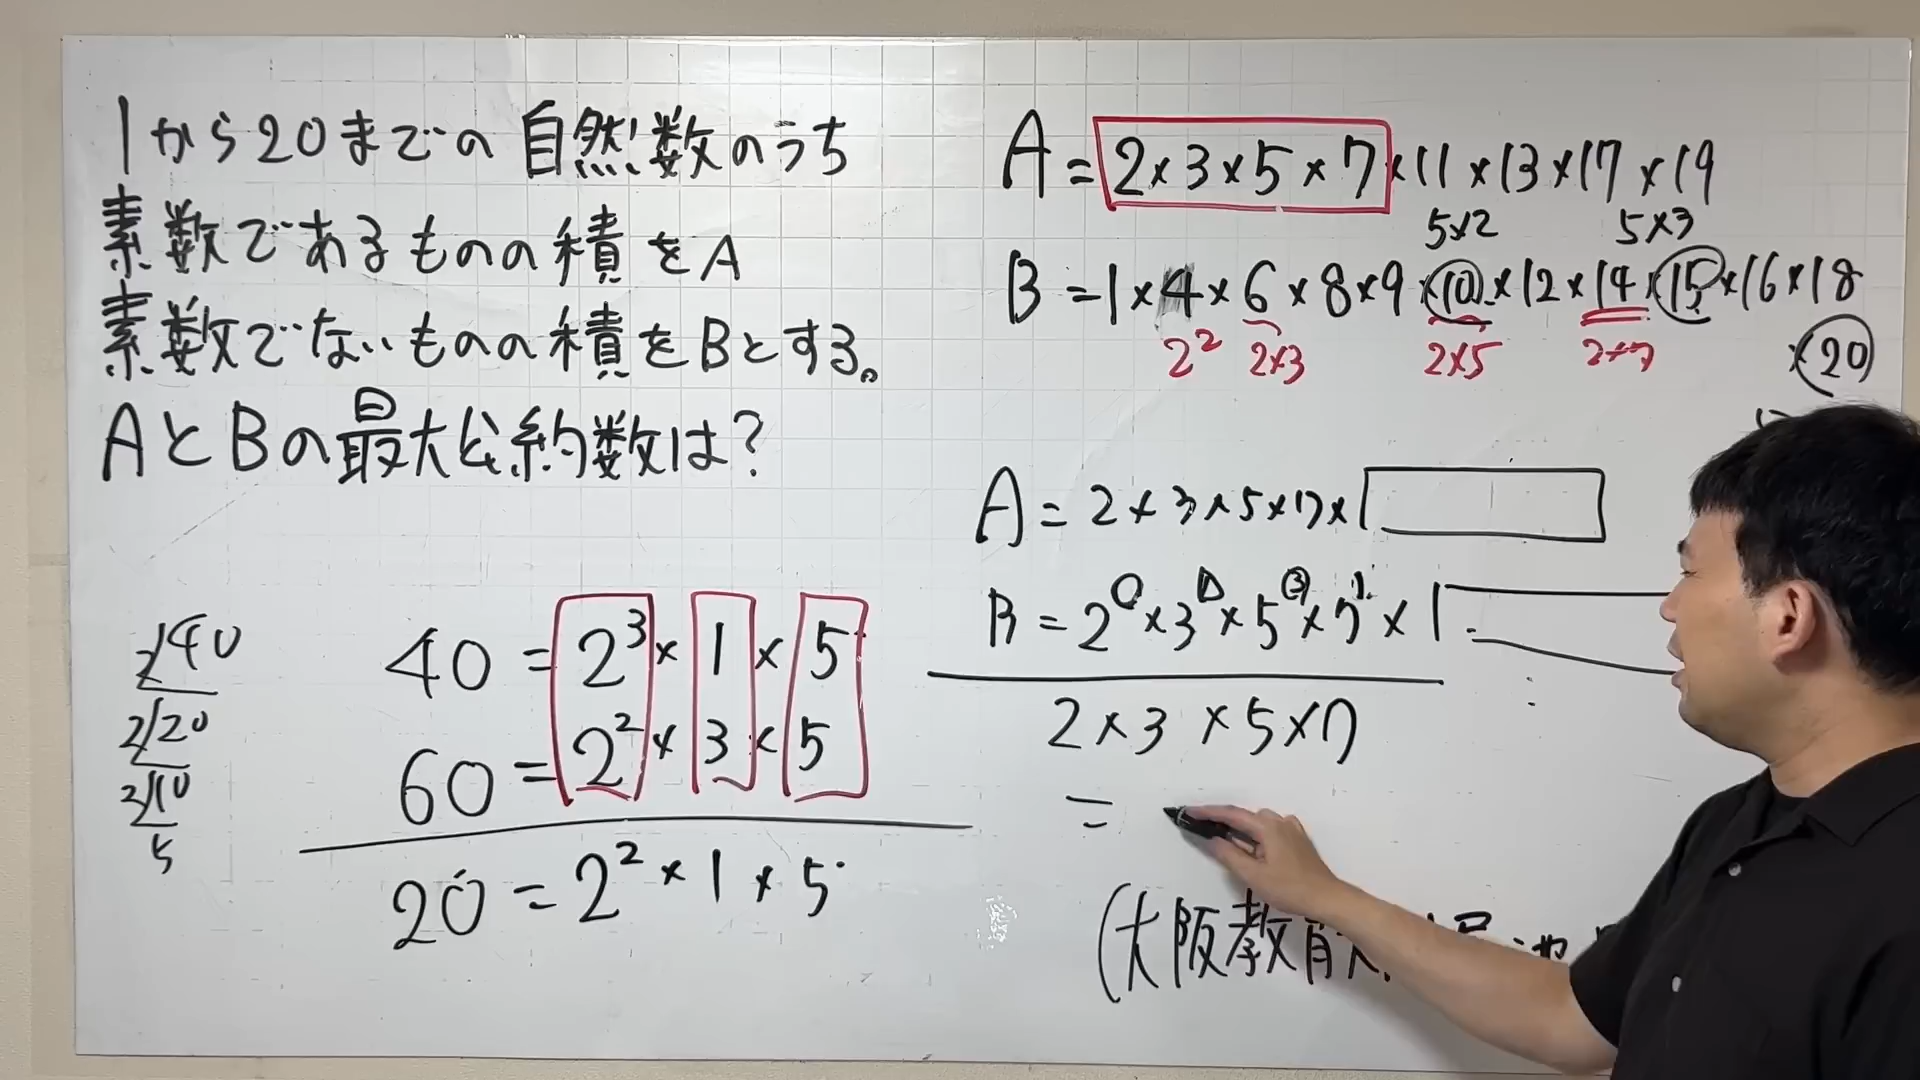 1から20までの自然数のうち
素数であるものの積をA
素数でないものの積をBとする。
AとBの最大公約数は?
A=2×3×5×7×11×13×17×19
5×2 5×3
B=1×4×6×8×9×10×12×14×15×16×18
×20
2² 2×3 2×5 2×7
A=2×3×5×7×
B=2 ×3 ×5③×7¹×1
2×3×5×7
=
2)40
2)20
2)10
5
40=2³×1×5
60=2²×3×5
20=2²×1×5
(大阪教育大